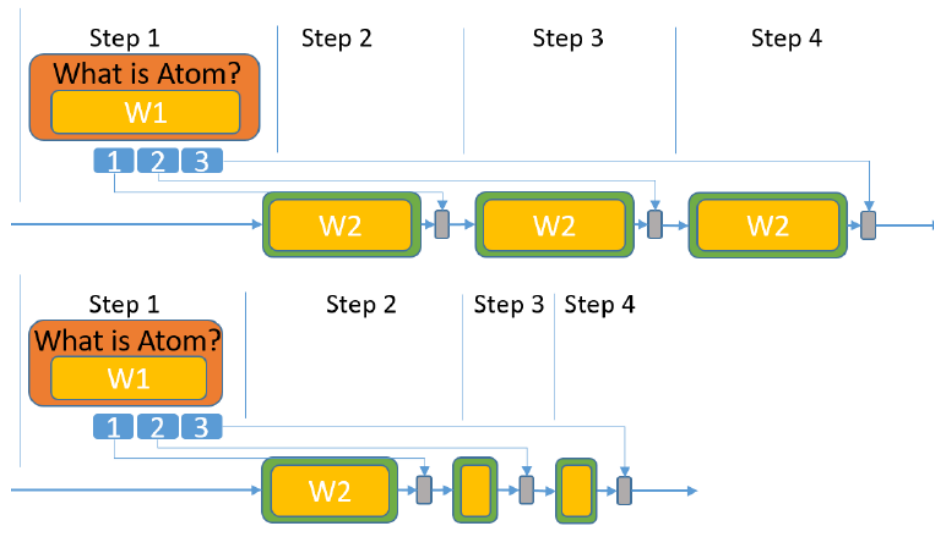 Step 1 Step 2 Step 3 Step 4
What is Atom?
W1
1 2 3
W2 W2 W2
Step 1 Step 2 Step 3 Step 4
What is Atom?
W1
1 2 3
W2